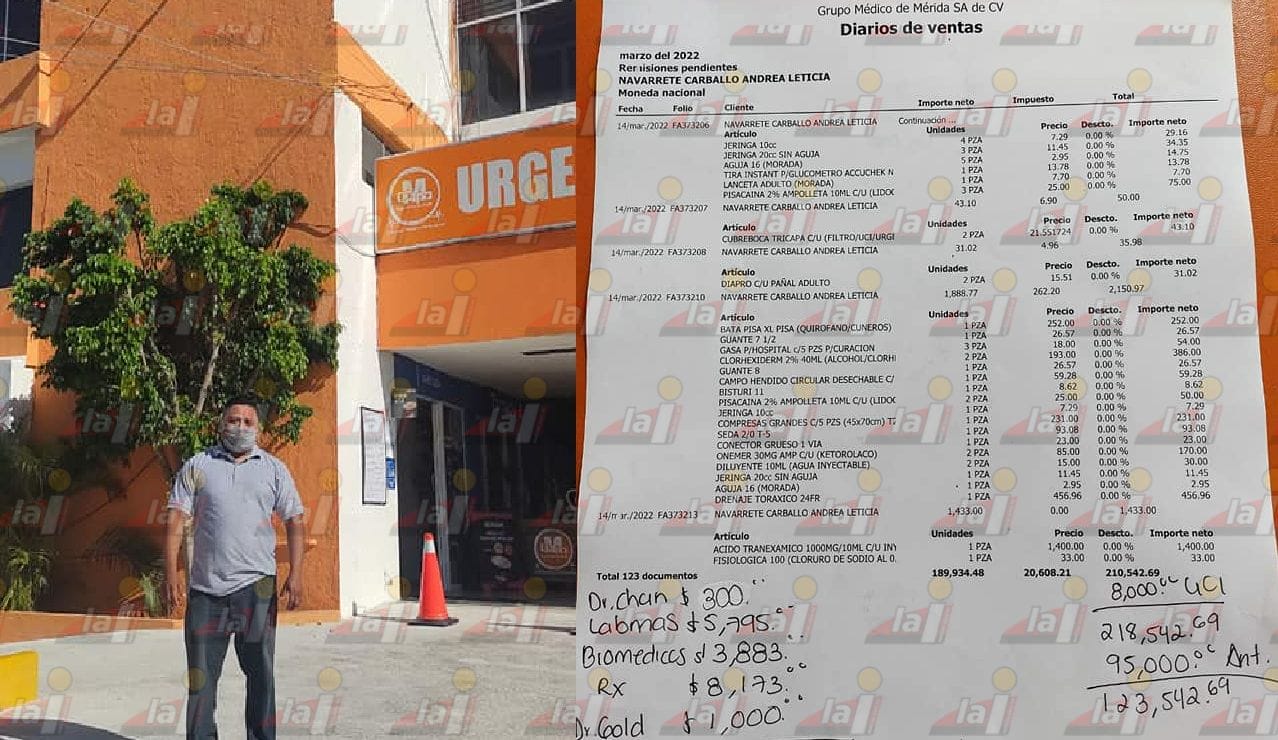 URGE
Grupo Médico de Mérida SA de CV
Diarios de ventas
marzo del 2022
Remisiones pendientes
NAVARRETE CARBALLO ANDREA LETICIA
Moneda nacional
Fecha Folio Cliente Importe neto Impuesto Total
14/mar./2022 FA373206 NAVARRETE CARBALLO ANDREA LETICIA Continuación ...
Artículo Unidades Precio Descto. Importe neto
JERINGA 10cc 4 PZA 7.29 0.00 % 29.16
JERINGA 20cc SIN AGUJA 3 PZA 11.45 0.00 % 34.35
AGUJA 16 (MORADA) 5 PZA 2.95 0.00 % 14.75
TIRA INSTANT P/GLUCOMETRO ACCUCHEK N 1 PZA 13.78 0.00 % 13.78
LANCETA ADULTO (MORADA) 1 PZA 7.70 0.00 % 7.70
PISACAINA 2% AMPOLLETA 10ML C/U (LIDOC 3 PZA 25.00 0.00 % 75.00
14/mar./2022 FA373207 NAVARRETE CARBALLO ANDREA LETICIA 43.10 6.90 50.00
Artículo Unidades Precio Descto. Importe neto
CUBREBOCA TRICAPA C/U (FILTRO/UCI/URGI 2 PZA 21.551724 0.00 % 43.10
14/mar./2022 FA373208 NAVARRETE CARBALLO ANDREA LETICIA 31.02 4.96 35.98
Artículo Unidades Precio Descto. Importe neto
DIAPRO C/U PAÑAL ADULTO 2 PZA 15.51 0.00 % 31.02
14/mar./2022 FA373210 NAVARRETE CARBALLO ANDREA LETICIA 1,888.77 262.20 2,150.97
Artículo Unidades Precio Descto. Importe neto
BATA PISA XL PISA (QUIROFANO/CUNEROS) 1 PZA 252.00 0.00 % 252.00
GUANTE 7 1/2 1 PZA 26.57 0.00 % 26.57
GASA P/HOSPITAL c/5 PZS P/CURACION 3 PZA 18.00 0.00 % 54.00
CLORHEXIDERM 2% 40ML (ALCOHOL/CLORHI 2 PZA 193.00 0.00 % 386.00
GUANTE 8 1 PZA 26.57 0.00 % 26.57
CAMPO HENDIDO CIRCULAR DESECHABLE C/ 1 PZA 59.28 0.00 % 59.28
BISTURI 11 1 PZA 8.62 0.00 % 8.62
PISACAINA 2% AMPOLLETA 10ML C/U (LIDOC 2 PZA 25.00 0.00 % 50.00
JERINGA 10cc 1 PZA 7.29 0.00 % 7.29
COMPRESAS GRANDES C/5 PZS (45x70cm) TZ 1 PZA 231.00 0.00 % 231.00
SEDA 2/0 T-5 1 PZA 93.08 0.00 % 93.08
CONECTOR GRUESO 1 VIA 1 PZA 23.00 0.00 % 23.00
ONEMER 30MG AMP C/U (KETOROLACO) 2 PZA 85.00 0.00 % 170.00
DILUYENTE 10ML (AGUA INYECTABLE) 2 PZA 15.00 0.00 % 30.00
JERINGA 20cc SIN AGUJA 1 PZA 11.45 0.00 % 11.45
AGUJA 16 (MORADA) 1 PZA 2.95 0.00 % 2.95
DRENAJE TORAXICO 24FR 1 PZA 456.96 0.00 % 456.96
14/mar./2022 FA373213 NAVARRETE CARBALLO ANDREA LETICIA 1,433.00 0.00 1,433.00
Artículo Unidades Precio Descto. Importe neto
ACIDO TRANEXAMICO 1000MG/10ML C/U INY 1 PZA 1,400.00 0.00 % 1,400.00
FISIOLOGICA 100 (CLORURO DE SODIO AL 0. 1 PZA 33.00 0.00 % 33.00
Total 123 documentos 189,934.48 20,608.21 210,542.69
Dr. Chan $ 300.°° 8,000.°° UCI
Labmas $ 5,795.°° 218,542.69
Biomedicos $ 3,883.°° 95,000.°° Ant.
Rx $ 8,173.°° 123,542.69
Dr. Gold $ 1,000.°°